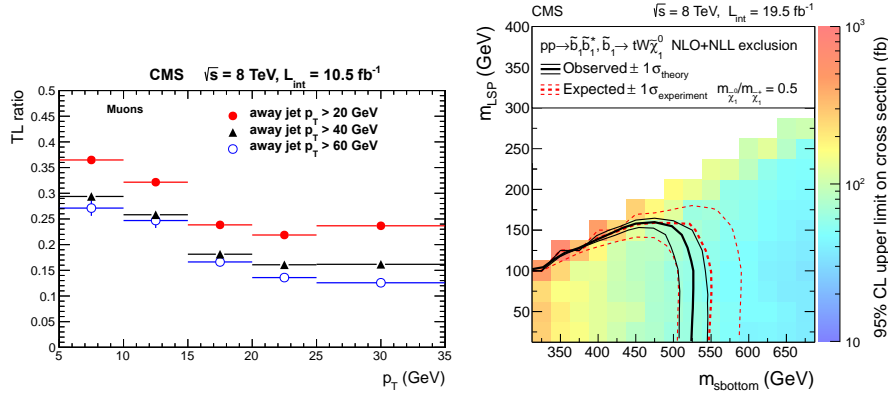 CMS √s = 8 TeV, L_int = 10.5 fb⁻¹
TL ratio
0.5
0.45
0.4
0.35
0.3
0.25
0.2
0.15
0.1
0.05
0
Muons
away jet p_T > 20 GeV
away jet p_T > 40 GeV
away jet p_T > 60 GeV
5 10 15 20 25 30 35
p_T (GeV)
CMS √s = 8 TeV L_int = 19.5 fb⁻¹
m_LSP (GeV)
400
350
300
250
200
150
100
50
pp→b̃₁b̃₁*, b̃₁→ tWχ̃₁⁰ NLO+NLL exclusion
Observed ± 1σ_theory
Expected ± 1σ_experiment m_χ̃₁⁰/m_χ̃₁⁺ = 0.5
350 400 450 500 550 600 650
m_sbottom (GeV)
10³
10²
10
95% CL upper limit on cross section (fb)